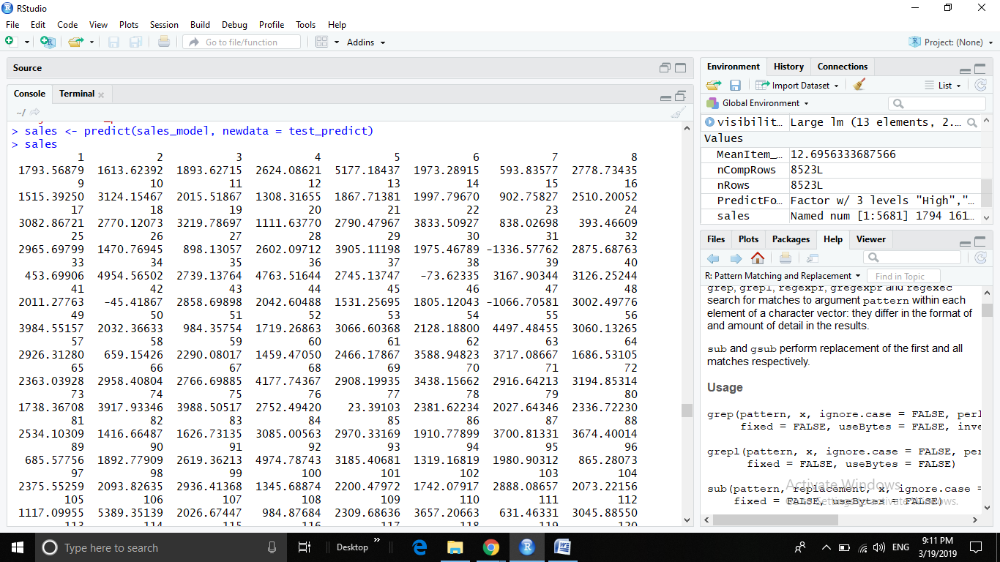 RStudio
File Edit Code View Plots Session Build Debug Profile Tools Help
Go to file/function Addins Project: (None)
Source
Console Terminal
~/
> sales <- predict(sales_model, newdata = test_predict)
> sales
1 2 3 4 5 6 7 8
1793.56879 1613.62392 1893.62715 2624.08621 5177.18437 1973.28915 593.83577 2778.73435
9 10 11 12 13 14 15 16
1515.39250 3124.15467 2015.51867 1308.31655 1867.71381 1997.79670 902.75827 2510.20052
17 18 19 20 21 22 23 24
3082.86721 2770.12073 3219.78697 1111.63770 2790.47967 3833.50927 838.02698 393.46609
25 26 27 28 29 30 31 32
2965.69799 1470.76945 898.13057 2602.09712 3905.11198 1975.46789 -1336.57762 2875.68763
33 34 35 36 37 38 39 40
453.69906 4954.56502 2739.13764 4763.51644 2745.13747 -73.62335 3167.90344 3126.25244
41 42 43 44 45 46 47 48
2011.27763 -45.41867 2858.69898 2042.60488 1531.25695 1805.12043 -1066.70581 3002.49776
49 50 51 52 53 54 55 56
3984.55157 2032.36633 984.35754 1719.26863 3066.60368 2128.18800 4497.48455 3060.13265
57 58 59 60 61 62 63 64
2926.31280 659.15426 2290.08017 1459.47050 2466.17867 3588.94823 3717.08667 1686.53105
65 66 67 68 69 70 71 72
2363.03928 2958.40804 2766.69885 4177.74367 2908.19935 3438.15662 2916.64213 3194.85314
73 74 75 76 77 78 79 80
1738.36708 3917.93346 3988.50517 2752.49420 23.39103 2381.62234 2027.64346 2336.72230
81 82 83 84 85 86 87 88
2534.10309 1416.66487 1626.73135 3085.00563 2970.33169 1910.77899 3700.81331 3674.40014
89 90 91 92 93 94 95 96
685.57756 1892.77909 2619.36213 4974.78743 3185.40681 1319.16819 1980.90312 865.28073
97 98 99 100 101 102 103 104
2375.55259 2093.82635 2936.41368 1345.68874 2200.47972 1742.07917 2888.08657 2073.22156
105 106 107 108 109 110 111 112
1117.09955 5389.35139 2026.67447 984.87684 2309.68636 3657.20663 631.46331 3045.88550
113 114 115 116 117 118 119 120
Environment History Connections
Import Dataset List
Global Environment
visibilit... Large lm (13 elements, 2....
Values
MeanItem_... 12.6956333687566
nCompRows 8523L
nRows 8523L
PredictFo... Factor w/ 3 levels "High","...
sales Named num [1:5681] 1794 161...
Files Plots Packages Help Viewer
R: Pattern Matching and Replacement Find in Topic
grep, grepl, regexpr, gregexpr and regexec
search for matches to argument pattern within each
element of a character vector: they differ in the format of
and amount of detail in the results.
sub and gsub perform replacement of the first and all
matches respectively.
Usage
grep(pattern, x, ignore.case = FALSE, perl
fixed = FALSE, useBytes = FALSE, inve
grepl(pattern, x, ignore.case = FALSE, per
fixed = FALSE, useBytes = FALSE)
sub(pattern, replacement, x, ignore.case =
fixed = FALSE, useBytes = FALSE)
Activate Windows
Go to Settings to activate Windows.
Type here to search Desktop » ENG 9:11 PM
3/19/2019